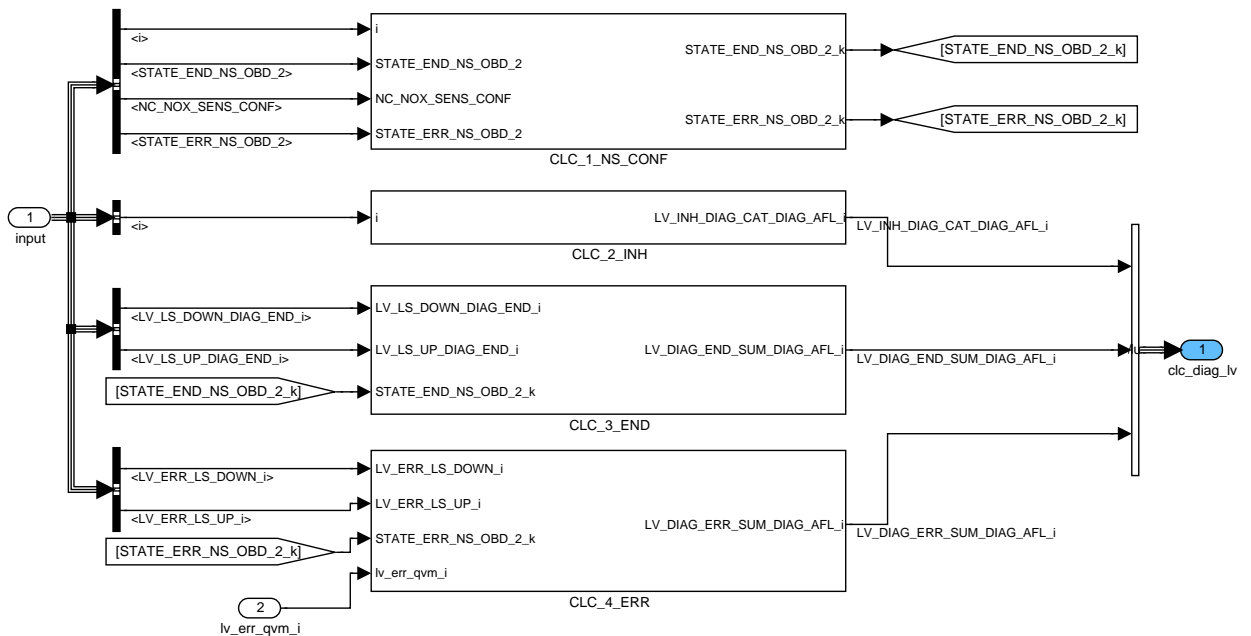 <i>
<STATE_END_NS_OBD_2>
<NC_NOX_SENS_CONF>
<STATE_ERR_NS_OBD_2>
i
STATE_END_NS_OBD_2
NC_NOX_SENS_CONF
STATE_ERR_NS_OBD_2
STATE_END_NS_OBD_2_k
STATE_ERR_NS_OBD_2_k
CLC_1_NS_CONF
[STATE_END_NS_OBD_2_k]
[STATE_ERR_NS_OBD_2_k]
1
input
<i>
i
LV_INH_DIAG_CAT_DIAG_AFL_i
CLC_2_INH
LV_INH_DIAG_CAT_DIAG_AFL_i
<LV_LS_DOWN_DIAG_END_i>
<LV_LS_UP_DIAG_END_i>
[STATE_END_NS_OBD_2_k]
LV_LS_DOWN_DIAG_END_i
LV_LS_UP_DIAG_END_i
STATE_END_NS_OBD_2_k
LV_DIAG_END_SUM_DIAG_AFL_i
CLC_3_END
LV_DIAG_END_SUM_DIAG_AFL_i
1
clc_diag_lv
<LV_ERR_LS_DOWN_i>
<LV_ERR_LS_UP_i>
[STATE_ERR_NS_OBD_2_k]
LV_ERR_LS_DOWN_i
LV_ERR_LS_UP_i
STATE_ERR_NS_OBD_2_k
lv_err_qvm_i
LV_DIAG_ERR_SUM_DIAG_AFL_i
CLC_4_ERR
LV_DIAG_ERR_SUM_DIAG_AFL_i
2
lv_err_qvm_i